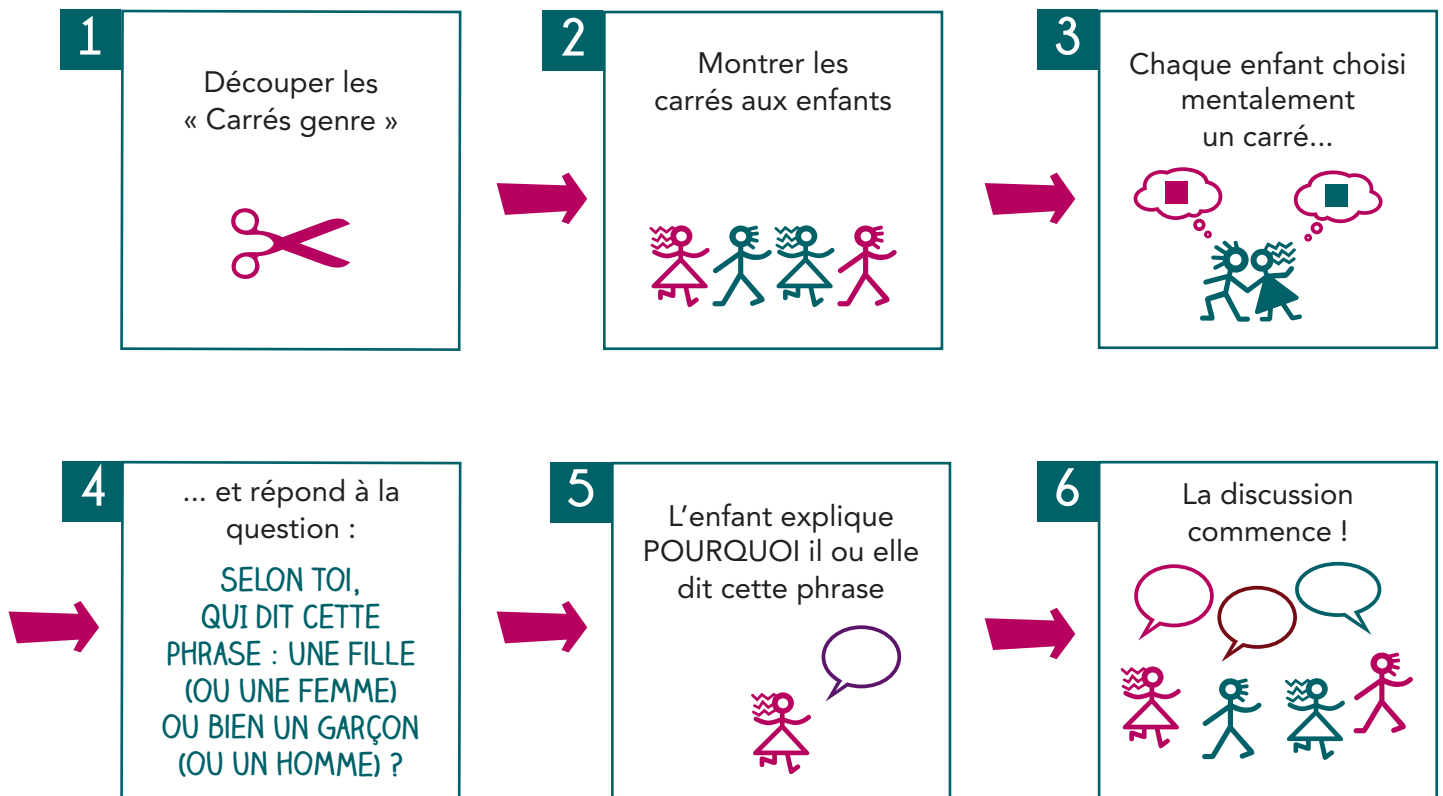 1
Découper les
« Carrés genre »
2
Montrer les
carrés aux enfants
3
Chaque enfant choisi
mentalement
un carré...
4
... et répond à la
question :
SELON TOI,
QUI DIT CETTE
PHRASE : UNE FILLE
(OU UNE FEMME)
OU BIEN UN GARÇON
(OU UN HOMME) ?
5
L'enfant explique
POURQUOI il ou elle
dit cette phrase
6
La discussion
commence !